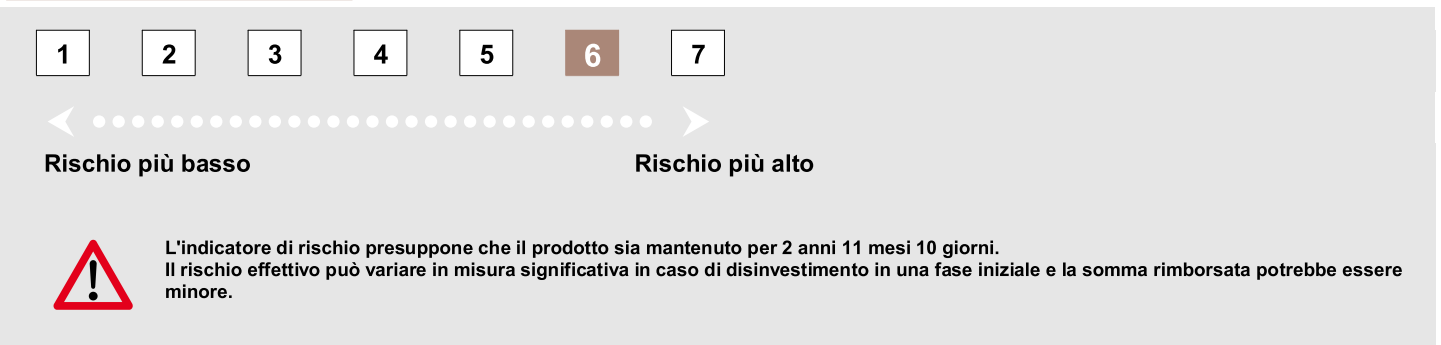 1 2 3 4 5 6 7
Rischio più basso Rischio più alto
L'indicatore di rischio presuppone che il prodotto sia mantenuto per 2 anni 11 mesi 10 giorni.
Il rischio effettivo può variare in misura significativa in caso di disinvestimento in una fase iniziale e la somma rimborsata potrebbe essere
minore.